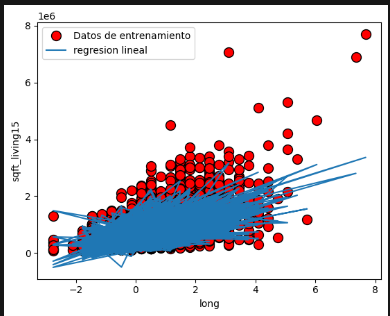 1e6
8
6
4
2
0
sqft_living15
Datos de entrenamiento
regresion lineal
−2 0 2 4 6 8
long